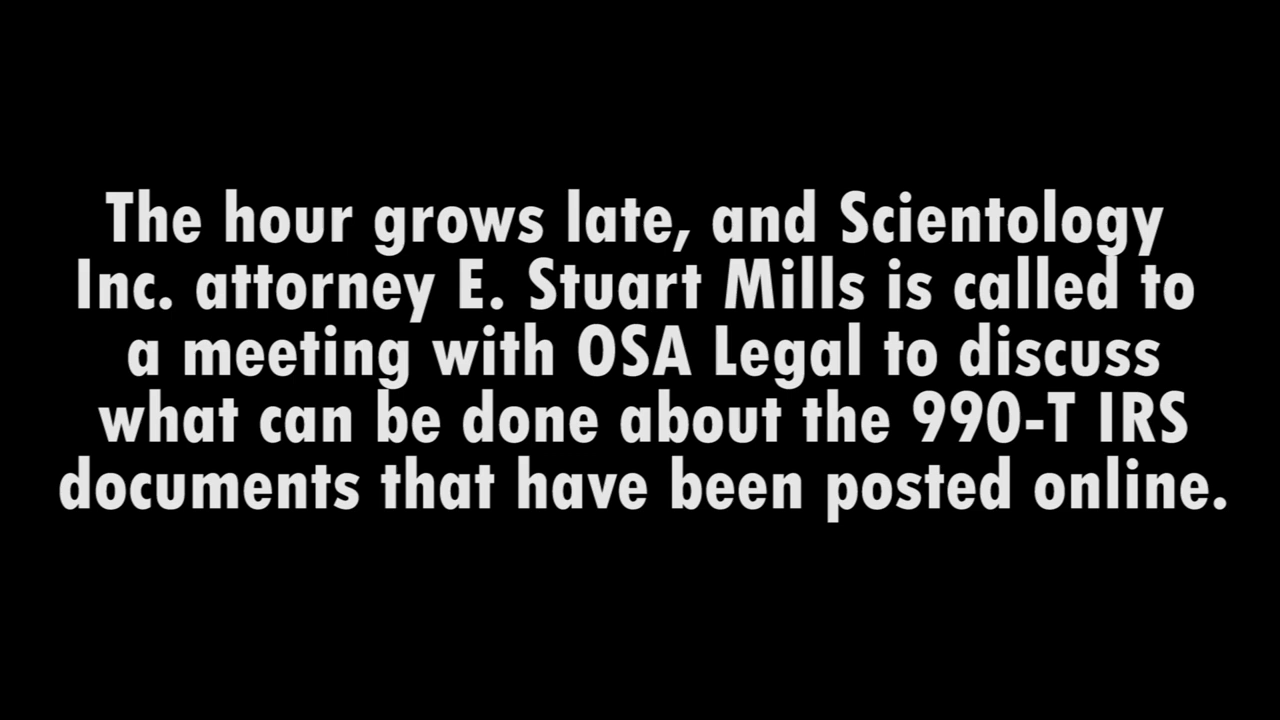 The hour grows late, and Scientology
Inc. attorney E. Stuart Mills is called to
a meeting with OSA Legal to discuss
what can be done about the 990-T IRS
documents that have been posted online.